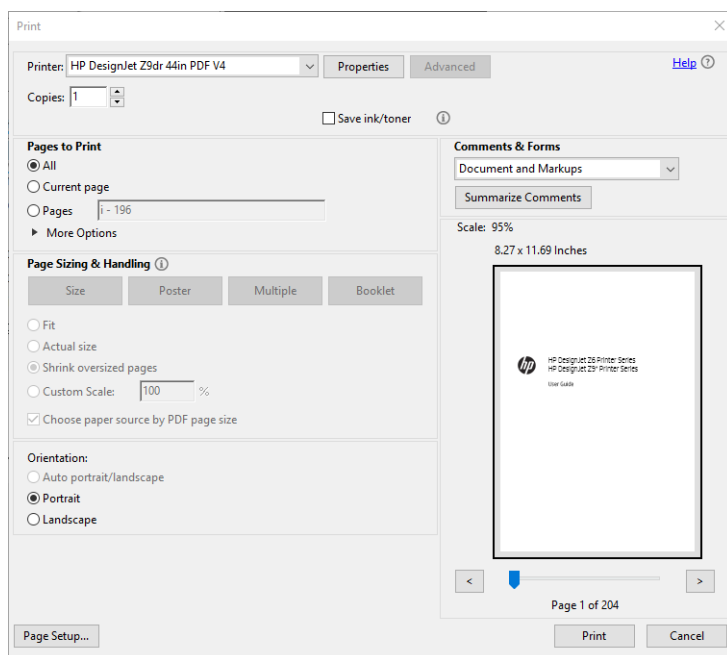 Print
Printer: HP DesignJet Z9dr 44in PDF V4 Properties Advanced Help
Copies: 1
Save ink/toner
Pages to Print
All
Current page
Pages i - 196
More Options
Page Sizing & Handling
Size Poster Multiple Booklet
Fit
Actual size
Shrink oversized pages
Custom Scale: 100 %
Choose paper source by PDF page size
Orientation:
Auto portrait/landscape
Portrait
Landscape
Comments & Forms
Document and Markups
Summarize Comments
Scale: 95%
8.27 x 11.69 Inches
hp
HP DesignJet Z6 Printer Series
HP DesignJet Z9⁺ Printer Series
User Guide
< >
Page 1 of 204
Page Setup... Print Cancel